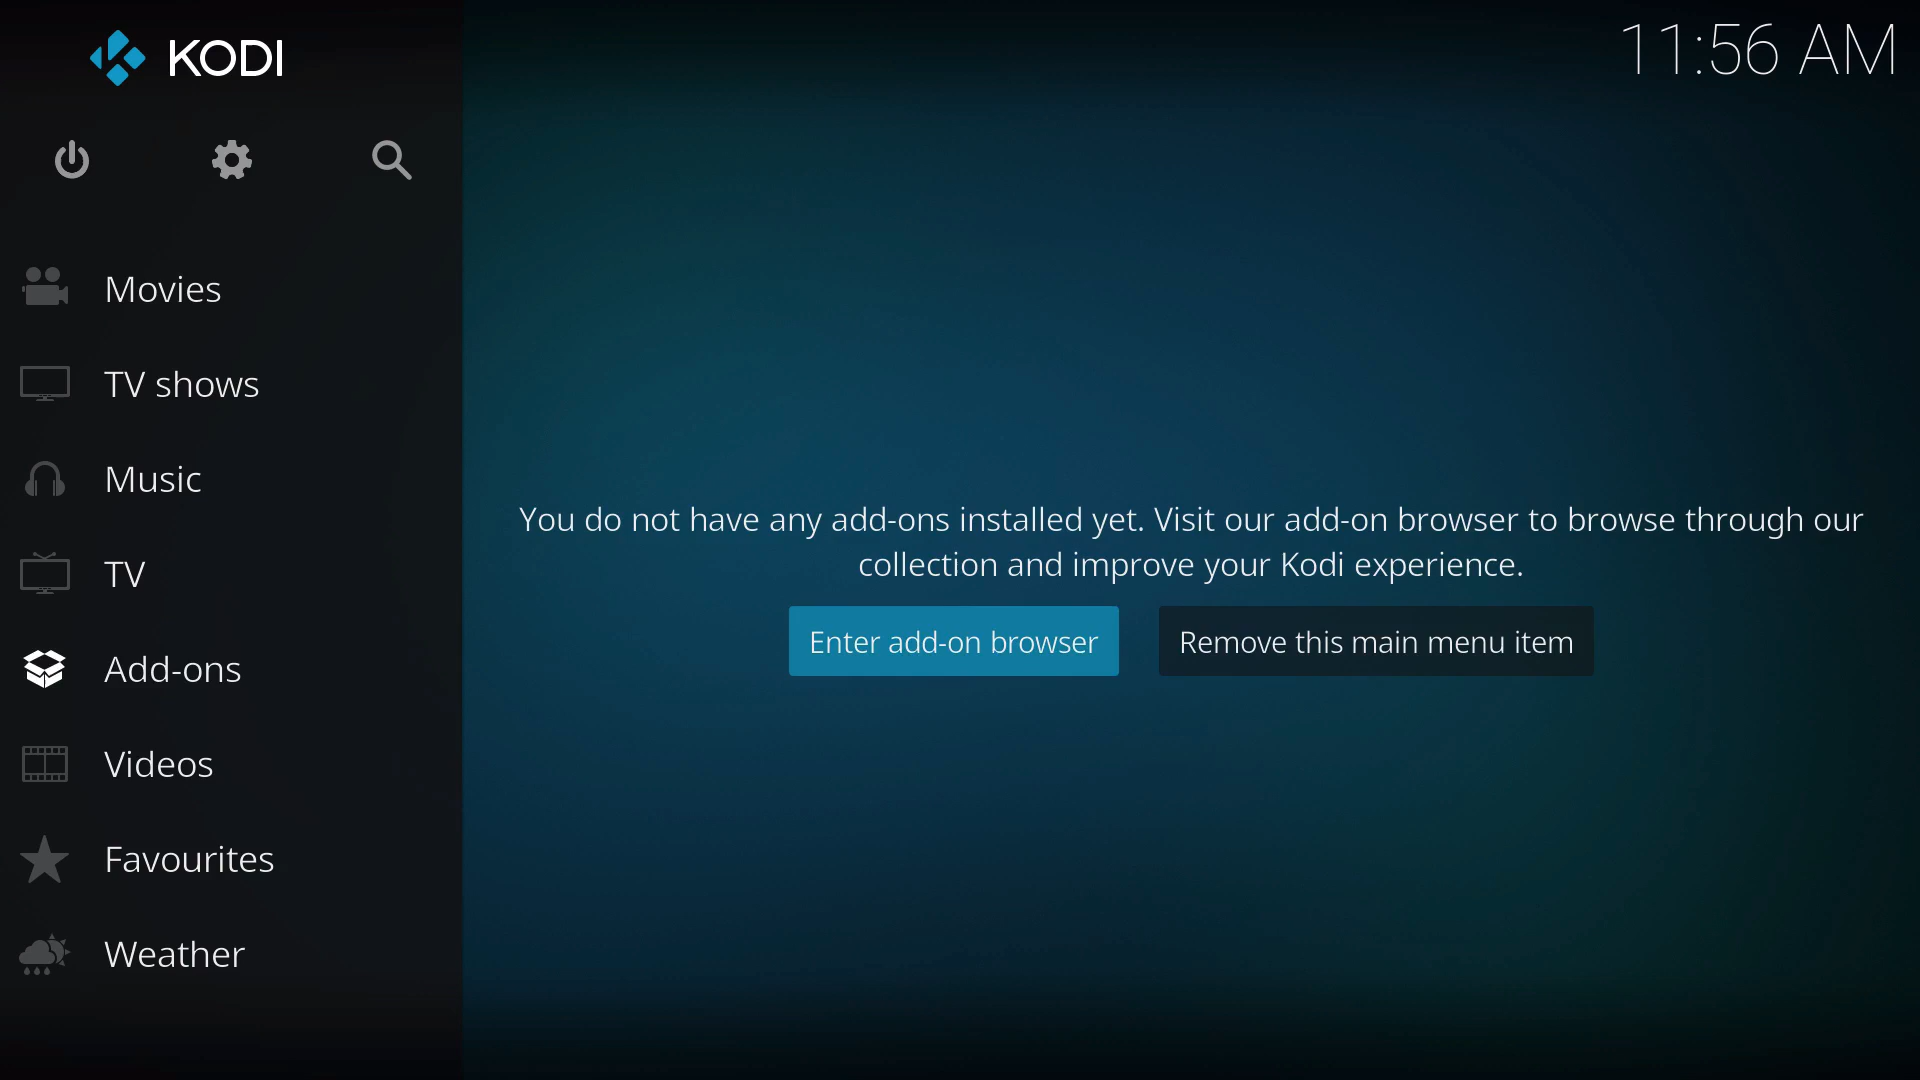 KODI
11:56 AM
Movies
TV shows
Music
TV
Add-ons
Videos
Favourites
Weather
You do not have any add-ons installed yet. Visit our add-on browser to browse through our
collection and improve your Kodi experience.
Enter add-on browser
Remove this main menu item